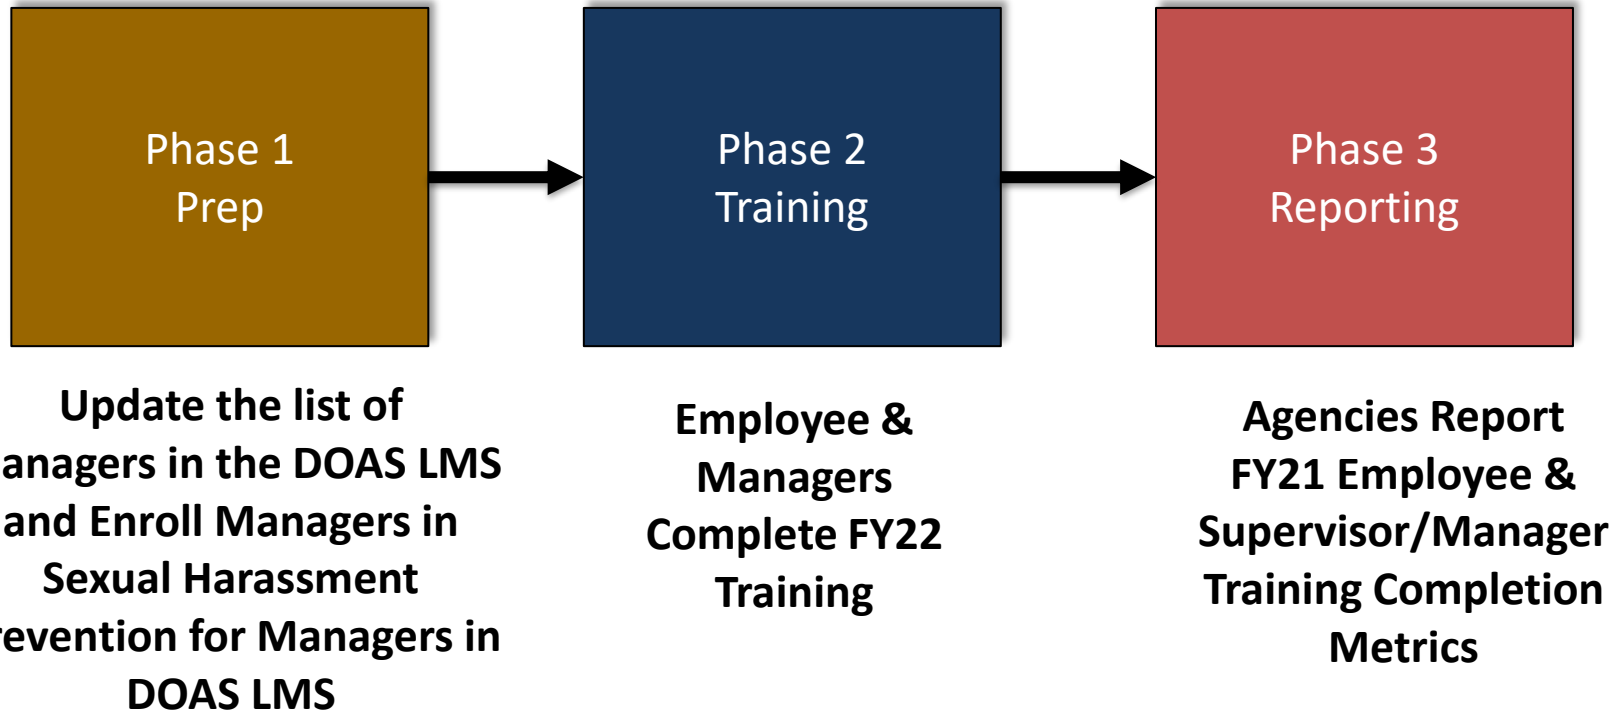 Phase 1
Prep
Phase 2
Training
Phase 3
Reporting
Update the list of
anagers in the DOAS LMS
and Enroll Managers in
Sexual Harassment
revention for Managers in
DOAS LMS
Employee &
Managers
Complete FY22
Training
Agencies Report
FY21 Employee &
Supervisor/Manager
Training Completion
Metrics